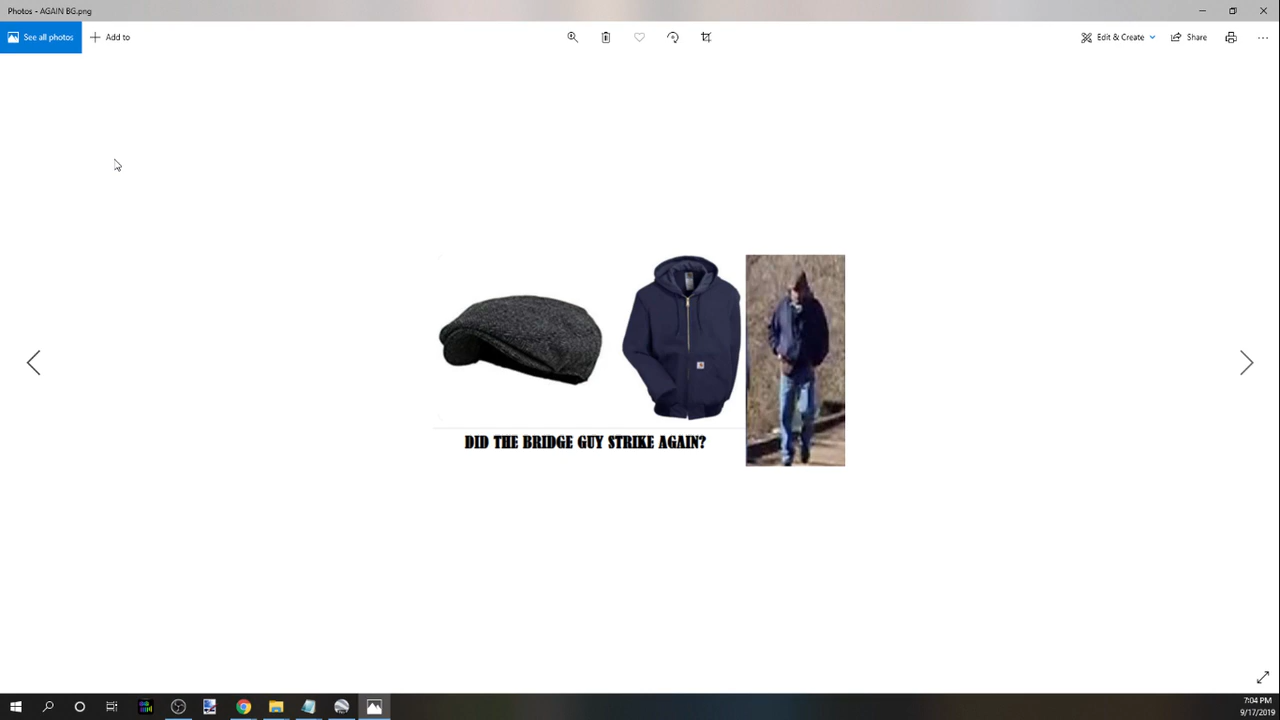 Photos - AGAIN BG.png
See all photos
Add to
Edit & Create
Share
DID THE BRIDGE GUY STRIKE AGAIN?
7:04 PM
9/17/2019